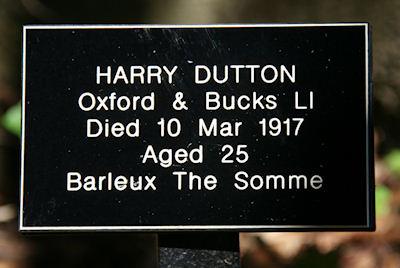 HARRY DUTTON
Oxford & Bucks LI
Died 10 Mar 1917
Aged 25
Barleux The Somme